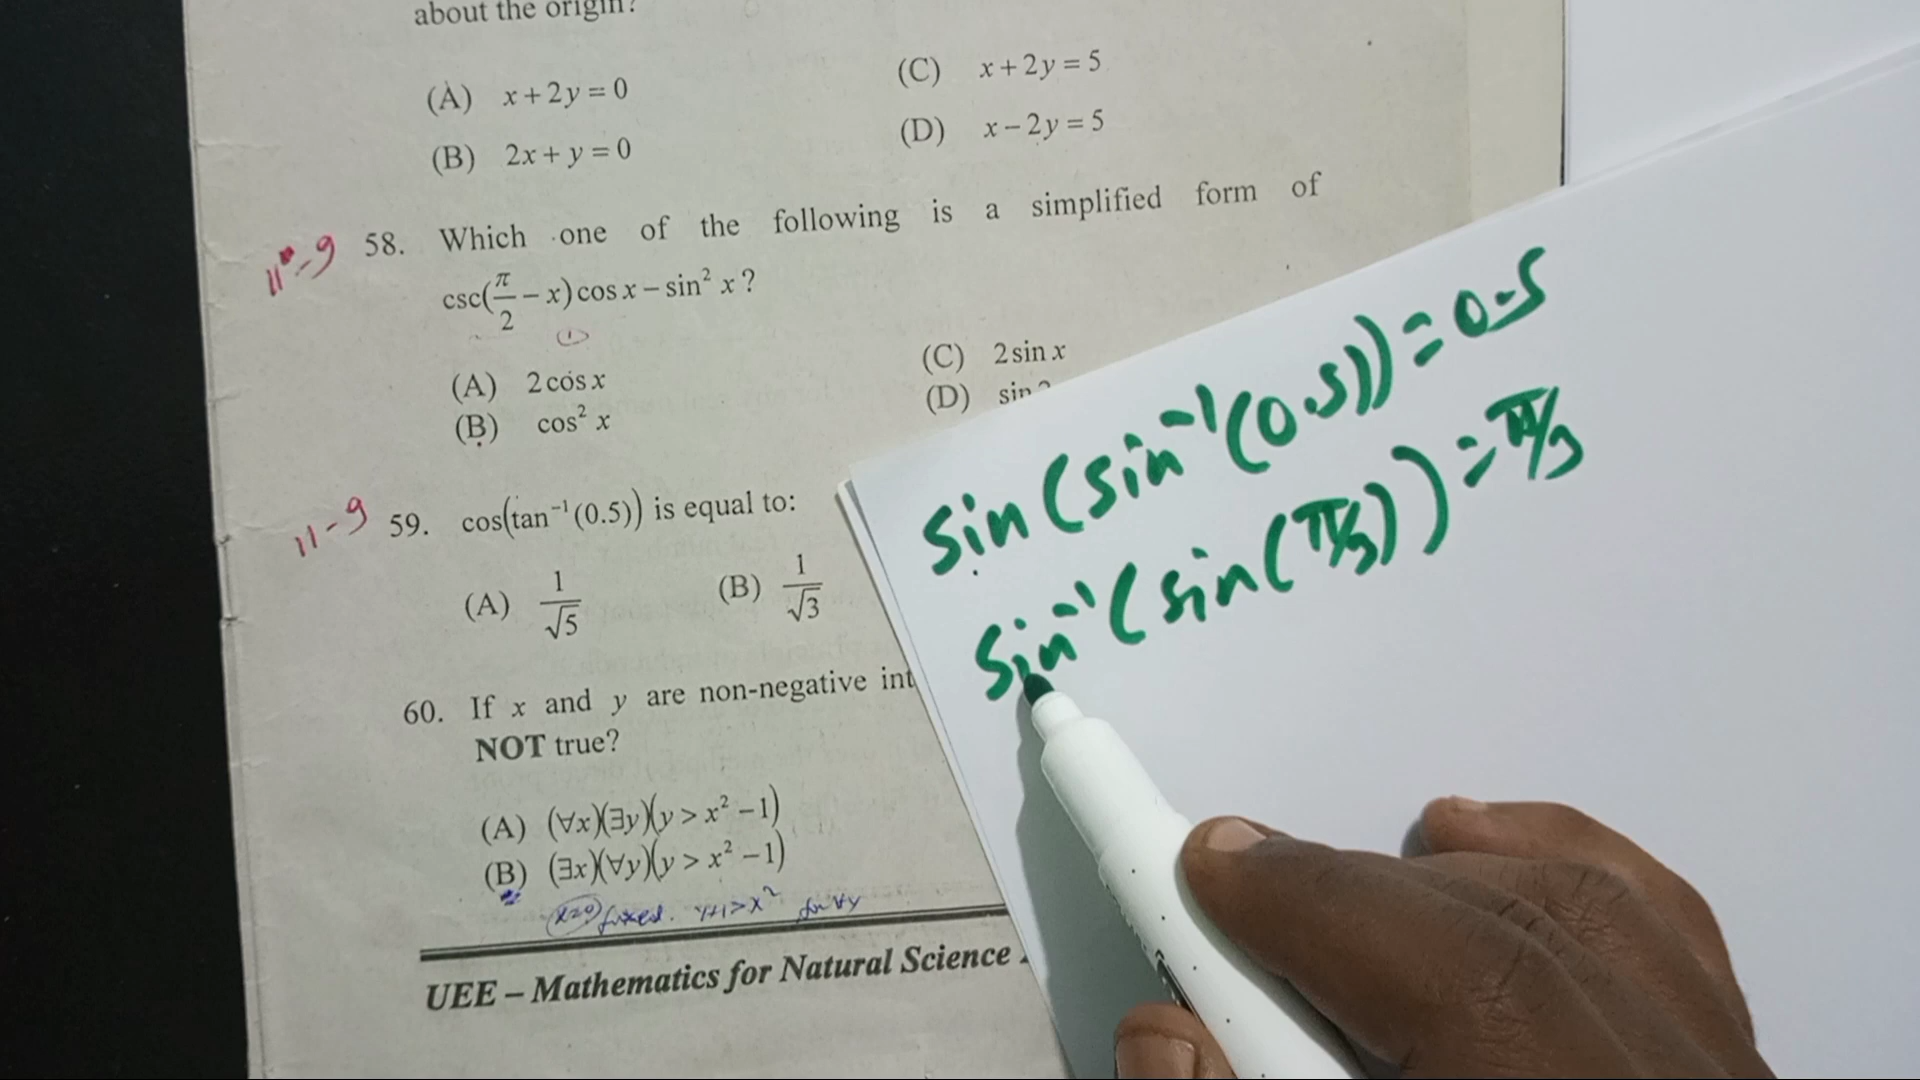 about the origin?
(A) x + 2y = 0
(B) 2x + y = 0
(C) x + 2y = 5
(D) x − 2y = 5
11-9
58. Which one of the following is a simplified form of
csc(π/2 − x) cos x − sin² x ?
(A) 2 cos x
(B) cos² x
(C) 2 sin x
(D) sin
11-9
59. cos(tan⁻¹(0.5)) is equal to:
(A) 1/√5
(B) 1/√3
60. If x and y are non-negative
NOT true?
(A) (∀x)(∃y)(y > x² − 1)
(B) (∃x)(∀y)(y > x² − 1)
x=0 fixed. y+1 > x² for ∀y
UEE – Mathematics for Natural Science
sin(sin⁻¹(0.5)) = 0.5
sin⁻¹(sin(π/3)) = π/3